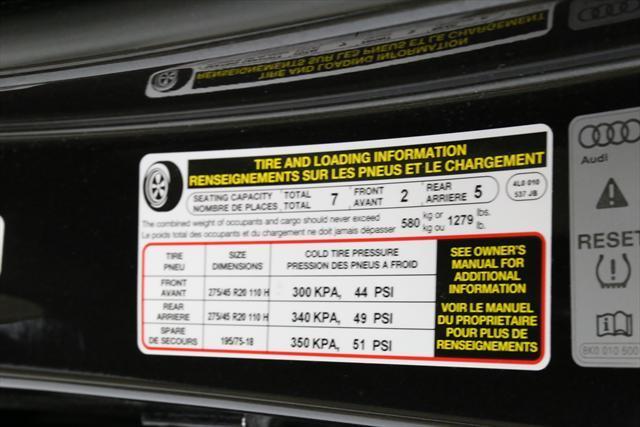 RENSEIGNEMENTS SUR LES PNEUS ET LE CHARGEMENT
TIRE AND LOADING INFORMATION
TIRE AND LOADING INFORMATION
RENSEIGNEMENTS SUR LES PNEUS ET LE CHARGEMENT
SEATING CAPACITY TOTAL 7 FRONT 2 REAR 5
NOMBRE DE PLACES TOTAL AVANT ARRIERE
4L0 010
537 JB
The combined weight of occupants and cargo should never exceed 580 kg or 1279 lbs.
Le poids total des occupants et du chargement ne doit jamais dépasser kg ou lb.
TIRE SIZE COLD TIRE PRESSURE
PNEU DIMENSIONS PRESSION DES PNEUS A FROID
FRONT
AVANT 275/45 R20 110 H 300 KPA, 44 PSI
REAR
ARRIERE 275/45 R20 110 H 340 KPA, 49 PSI
SPARE
DE SECOURS 195/75-18 350 KPA, 51 PSI
SEE OWNER'S
MANUAL FOR
ADDITIONAL
INFORMATION
VOIR LE MANUEL
DU PROPRIETAIRE
POUR PLUS DE
RENSEIGNEMENTS
Audi
RESET
8K0 010 500